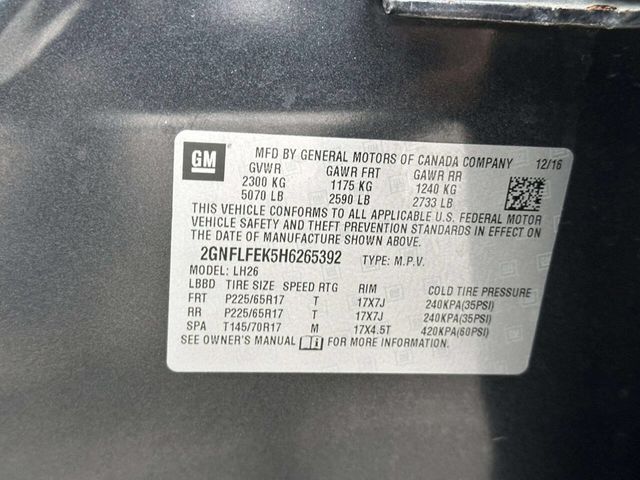 GM
MFD BY GENERAL MOTORS OF CANADA COMPANY 12/16
GVWR GAWR FRT GAWR RR
2300 KG 1175 KG 1240 KG
5070 LB 2590 LB 2733 LB
THIS VEHICLE CONFORMS TO ALL APPLICABLE U.S. FEDERAL MOTOR
VEHICLE SAFETY AND THEFT PREVENTION STANDARDS IN EFFECT ON THE
DATE OF MANUFACTURE SHOWN ABOVE.
2GNFLFEK5H6265392 TYPE: M.P.V.
MODEL: LH26
LBBD TIRE SIZE SPEED RTG RIM COLD TIRE PRESSURE
FRT P225/65R17 T 17X7J 240KPA(35PSI)
RR P225/65R17 T 17X7J 240KPA(35PSI)
SPA T145/70R17 M 17X4.5T 420KPA(60PSI)
SEE OWNER'S MANUAL FOR MORE INFORMATION.